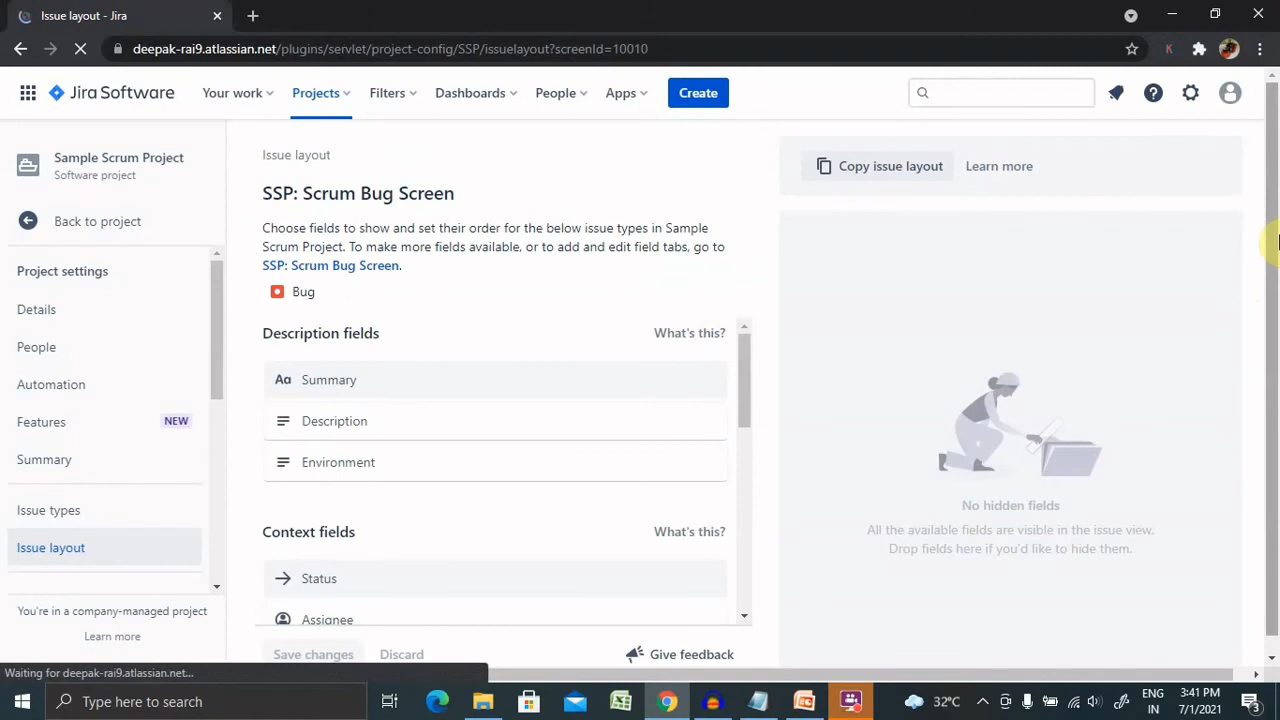 Issue layout - Jira
deepak-rai9.atlassian.net/plugins/servlet/project-config/SSP/issuelayout?screenId=10010
K
Jira Software
Your work
Projects
Filters
Dashboards
People
Apps
Create
Sample Scrum Project
Software project
Back to project
Project settings
Details
People
Automation
Features NEW
Summary
Issue types
Issue layout
You're in a company-managed project
Learn more
Issue layout
SSP: Scrum Bug Screen
Choose fields to show and set their order for the below issue types in Sample
Scrum Project. To make more fields available, or to add and edit field tabs, go to
SSP: Scrum Bug Screen.
Bug
Description fields What's this?
Aa Summary
Description
Environment
Context fields What's this?
Status
Assignee
Save changes Discard Give feedback
Copy issue layout Learn more
No hidden fields
All the available fields are visible in the issue view.
Drop fields here if you'd like to hide them.
Waiting for deepak-rai9.atlassian.net...
Type here to search
32°C
ENG
IN
3:41 PM
7/1/2021
3